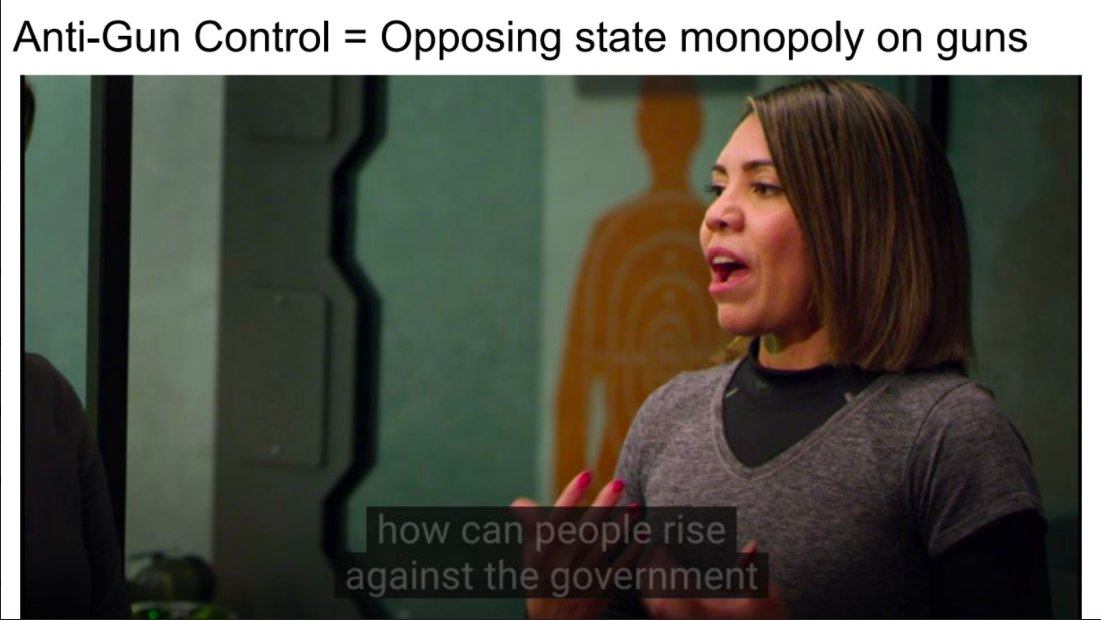 Anti-Gun Control = Opposing state monopoly on guns
how can people rise
against the government